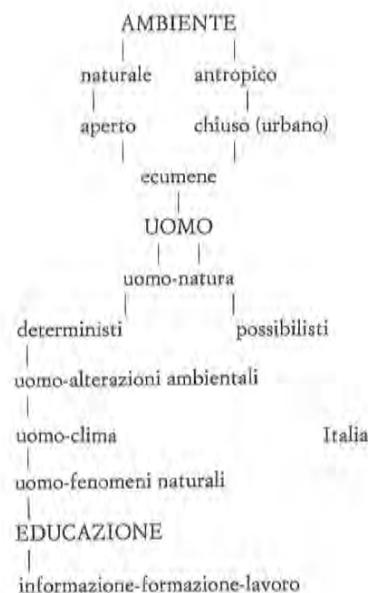 AMBIENTE
naturale antropico
aperto chiuso (urbano)
ecumene
UOMO
uomo-natura
deterministi possibilisti
uomo-alterazioni ambientali
uomo-clima Italia
uomo-fenomeni naturali
EDUCAZIONE
informazione-formazione-lavoro